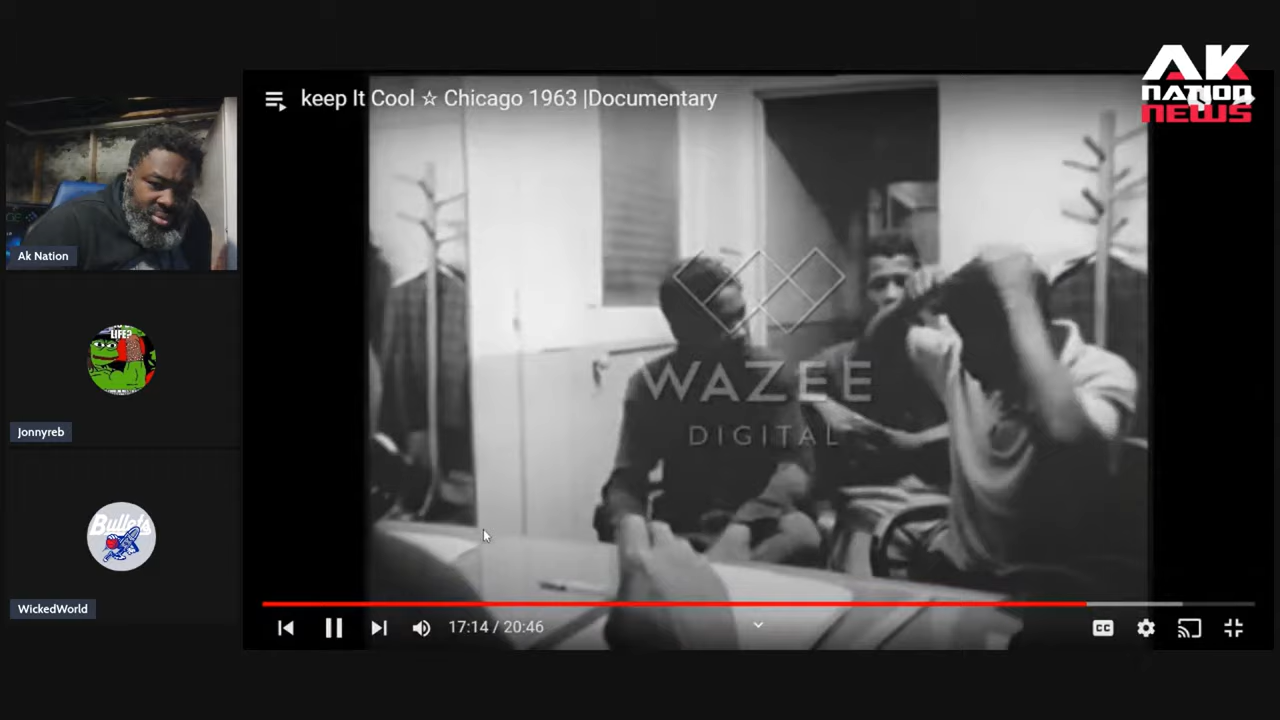 keep It Cool ☆ Chicago 1963 |Documentary
AK
NATION
NEWS
Ak Nation
LIFE?
Jonnyreb
Bullets
WickedWorld
WAZEE
DIGITAL
17:14 / 20:46
CC